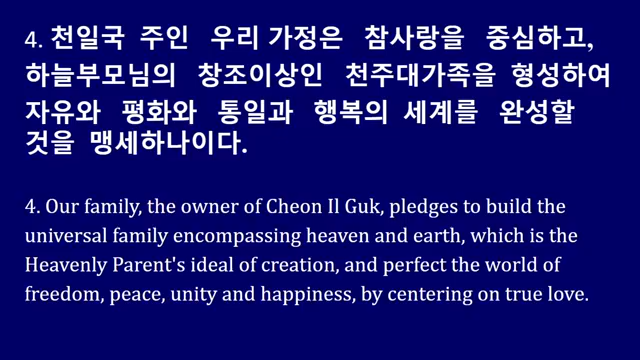 4. 천일국 주인 우리 가정은 참사랑을 중심하고,
하늘부모님의 창조이상인 천주대가족을 형성하여
자유와 평화와 통일과 행복의 세계를 완성할
것을 맹세하나이다.
4. Our family, the owner of Cheon Il Guk, pledges to build the
universal family encompassing heaven and earth, which is the
Heavenly Parent's ideal of creation, and perfect the world of
freedom, peace, unity and happiness, by centering on true love.